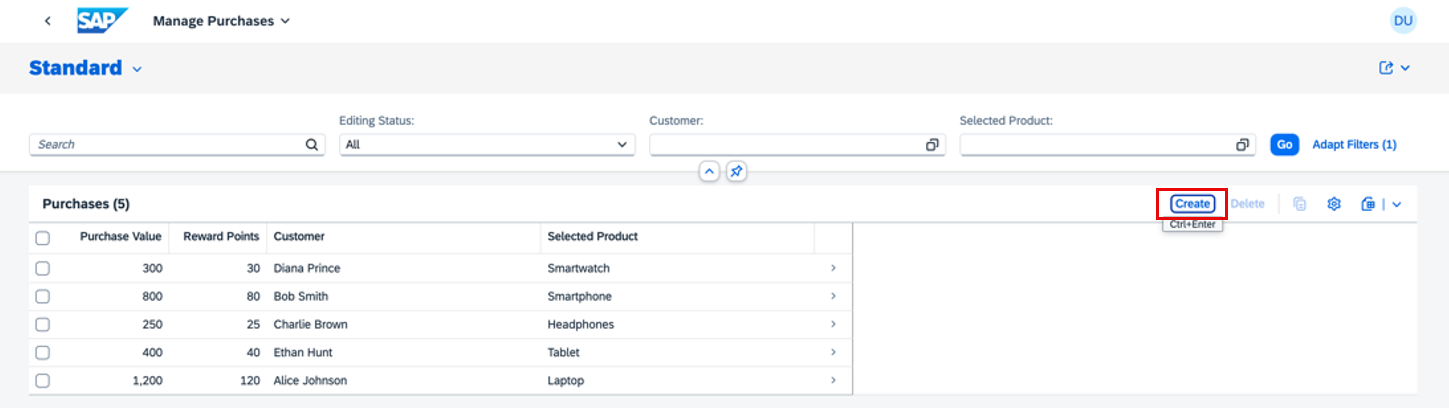 SAP Manage Purchases DU
Standard
Editing Status: Customer: Selected Product:
Search All Go Adapt Filters (1)
Purchases (5) Create Delete
Ctrl+Enter
Purchase Value Reward Points Customer Selected Product
300 30 Diana Prince Smartwatch
800 80 Bob Smith Smartphone
250 25 Charlie Brown Headphones
400 40 Ethan Hunt Tablet
1,200 120 Alice Johnson Laptop